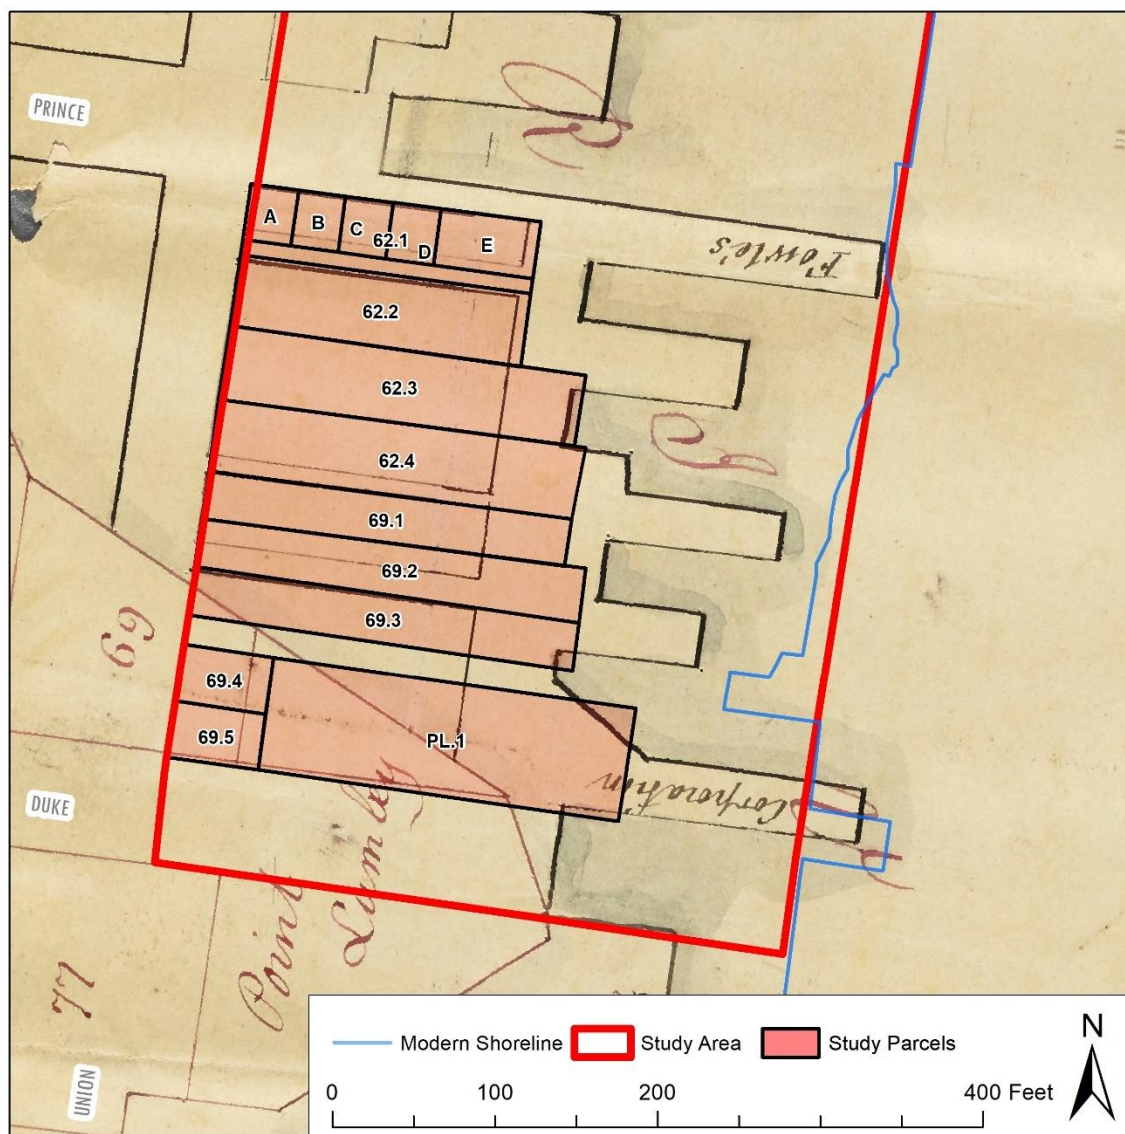 PRINCE
A
B
C
62.1
D
E
Fowle's
62.2
62.3
62.4
69.1
69.2
69
69.3
69.4
69.5
PL.1
DUKE
Corporation
Point
Lumley
77
UNION
Modern Shoreline
Study Area
Study Parcels
N
0
100
200
400 Feet